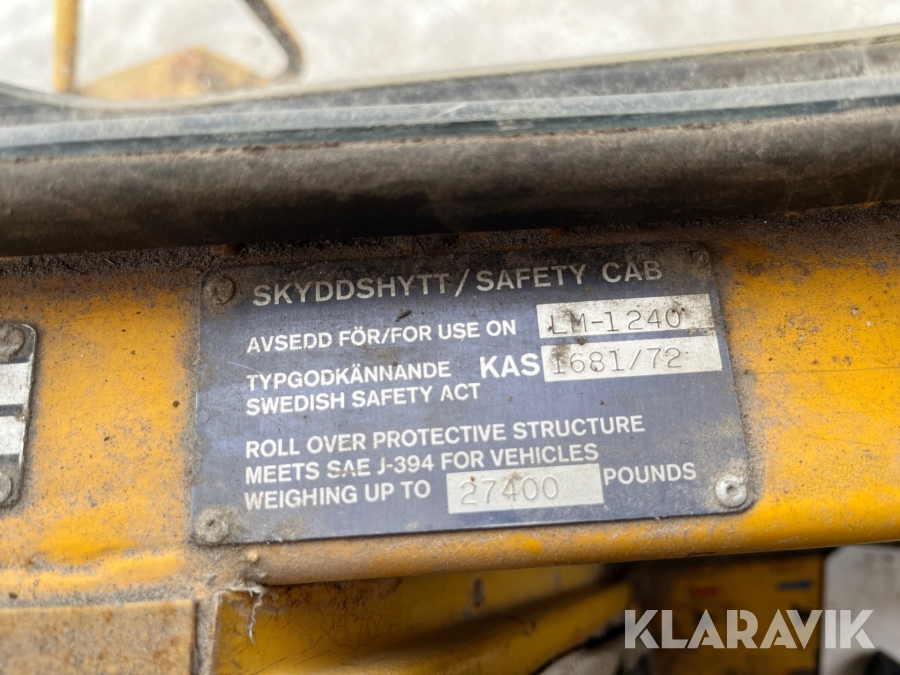 SKYDDSHYTT/SAFETY CAB
AVSEDD FÖR/FOR USE ON LM-1240
TYPGODKÄNNANDE KAS 1681/72
SWEDISH SAFETY ACT
ROLL OVER PROTECTIVE STRUCTURE
MEETS SAE J-394 FOR VEHICLES
WEIGHING UP TO 27400 POUNDS
KLARAVIK